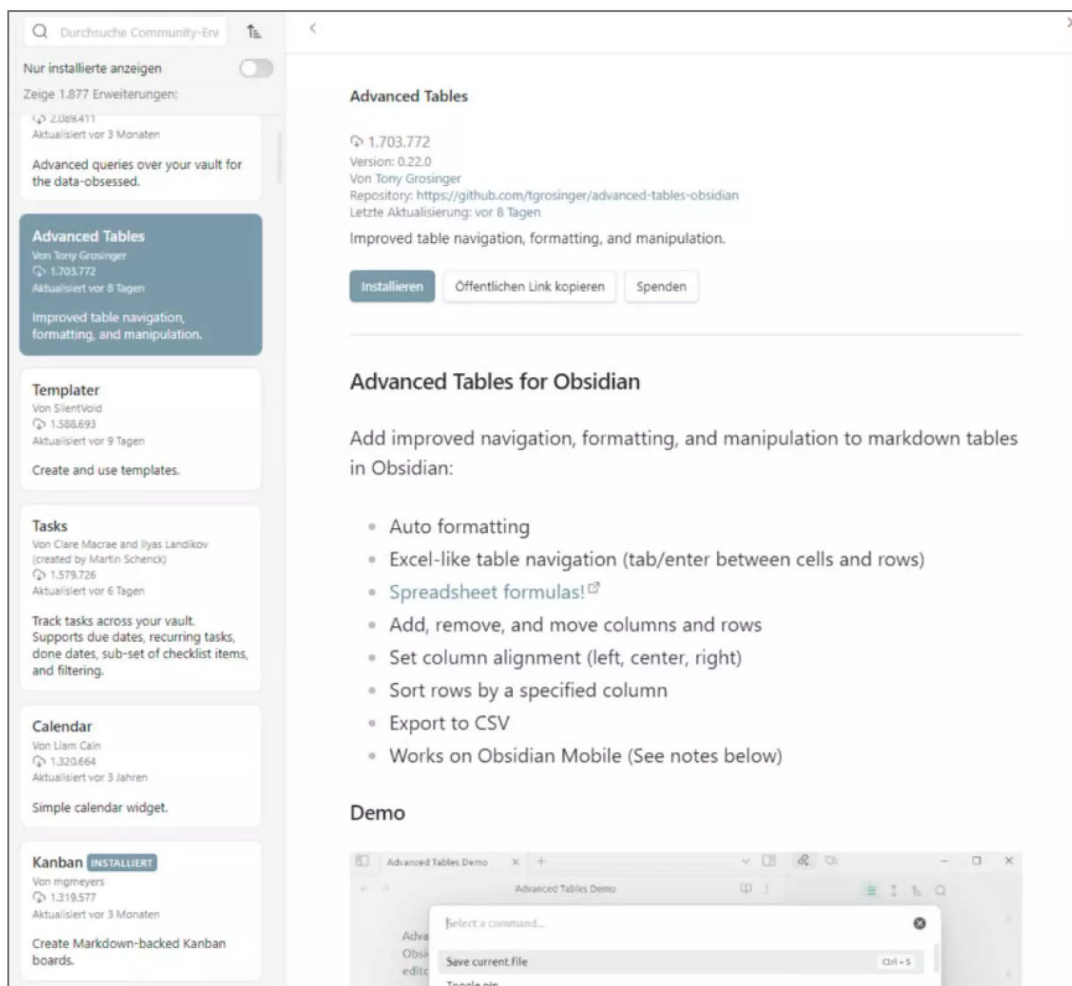 Durchsuche Community-Erw
Nur installierte anzeigen
Zeige 1.877 Erweiterungen:
2.089.411
Aktualisiert vor 3 Monaten
Advanced queries over your vault for
the data-obsessed.
Advanced Tables
Von Tony Grosinger
1.703.772
Aktualisiert vor 8 Tagen
Improved table navigation,
formatting, and manipulation.
Templater
Von SilentVoid
1.588.693
Aktualisiert vor 9 Tagen
Create and use templates.
Tasks
Von Clare Macrae and Ilyas Landikov
(created by Martin Schenck)
1.579.726
Aktualisiert vor 6 Tagen
Track tasks across your vault.
Supports due dates, recurring tasks,
done dates, sub-set of checklist items,
and filtering.
Calendar
Von Liam Cain
1.320.664
Aktualisiert vor 3 Jahren
Simple calendar widget.
Kanban INSTALLIERT
Von mgmeyers
1.319.577
Aktualisiert vor 3 Monaten
Create Markdown-backed Kanban
boards.
Advanced Tables
1.703.772
Version: 0.22.0
Von Tony Grosinger
Repository: https://github.com/tgrosinger/advanced-tables-obsidian
Letzte Aktualisierung: vor 8 Tagen
Improved table navigation, formatting, and manipulation.
Installieren Öffentlichen Link kopieren Spenden
Advanced Tables for Obsidian
Add improved navigation, formatting, and manipulation to markdown tables
in Obsidian:
• Auto formatting
• Excel-like table navigation (tab/enter between cells and rows)
• Spreadsheet formulas!
• Add, remove, and move columns and rows
• Set column alignment (left, center, right)
• Sort rows by a specified column
• Export to CSV
• Works on Obsidian Mobile (See notes below)
Demo
Advanced Tables Demo
Advanced Tables Demo
Select a command...
Adva
Obsi
edito
Save current file Ctrl + S
Toggle pin